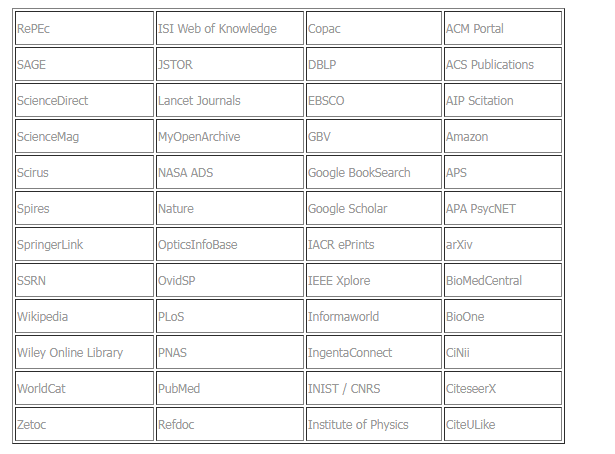 RePEc ISI Web of Knowledge Copac ACM Portal
SAGE JSTOR DBLP ACS Publications
ScienceDirect Lancet Journals EBSCO AIP Scitation
ScienceMag MyOpenArchive GBV Amazon
Scirus NASA ADS Google BookSearch APS
Spires Nature Google Scholar APA PsycNET
SpringerLink OpticsInfoBase IACR ePrints arXiv
SSRN OvidSP IEEE Xplore BioMedCentral
Wikipedia PLoS Informaworld BioOne
Wiley Online Library PNAS IngentaConnect CiNii
WorldCat PubMed INIST / CNRS CiteseerX
Zetoc Refdoc Institute of Physics CiteULike